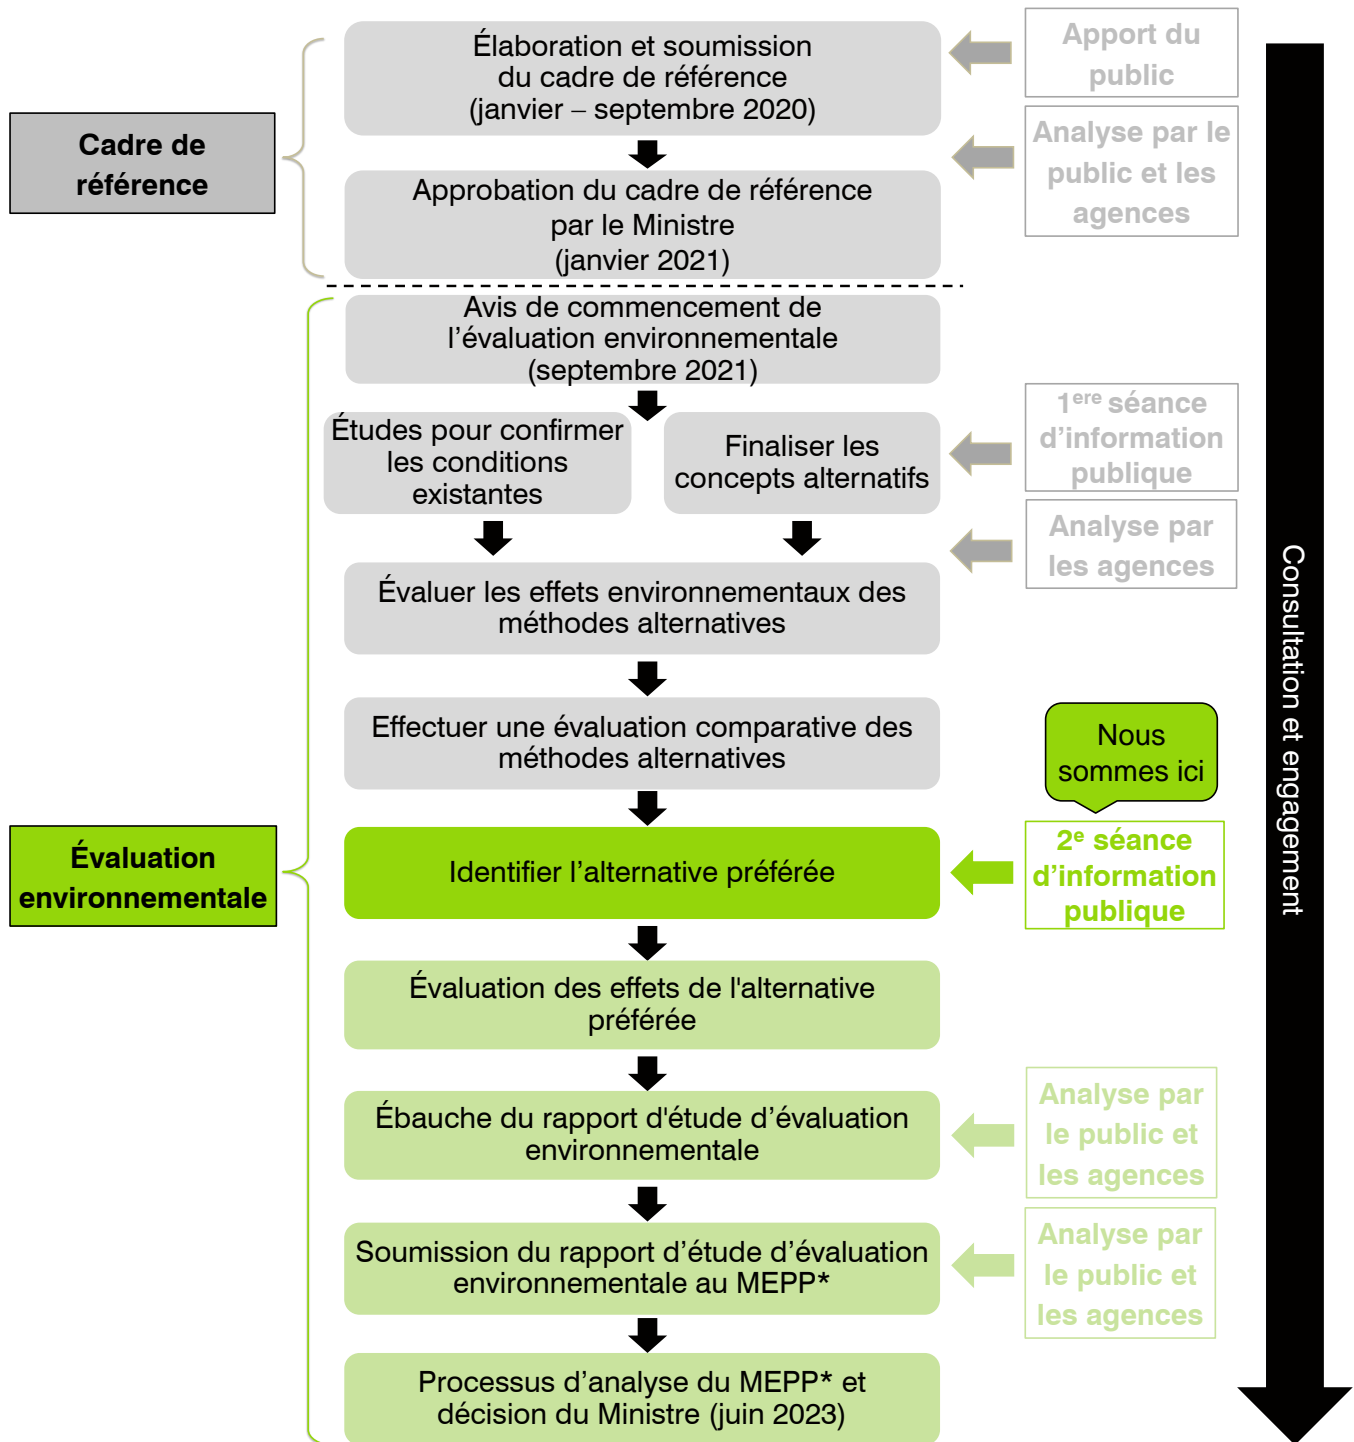 Élaboration et soumission
du cadre de référence
(janvier – septembre 2020)
Apport du
public
Cadre de
référence
Analyse par le
public et les
agences
Approbation du cadre de référence
par le Ministre
(janvier 2021)
Avis de commencement de
l’évaluation environnementale
(septembre 2021)
Études pour confirmer
les conditions
existantes
Finaliser les
concepts alternatifs
1ere séance
d’information
publique
Analyse par
les agences
Évaluer les effets environnementaux des
méthodes alternatives
Effectuer une évaluation comparative des
méthodes alternatives
Nous
sommes ici
Consultation et engagement
Évaluation
environnementale
Identifier l’alternative préférée
2e séance
d’information
publique
Évaluation des effets de l'alternative
préférée
Ébauche du rapport d'étude d’évaluation
environnementale
Analyse par
le public et
les agences
Soumission du rapport d’étude d’évaluation
environnementale au MEPP*
Analyse par
le public et
les agences
Processus d’analyse du MEPP* et
décision du Ministre (juin 2023)